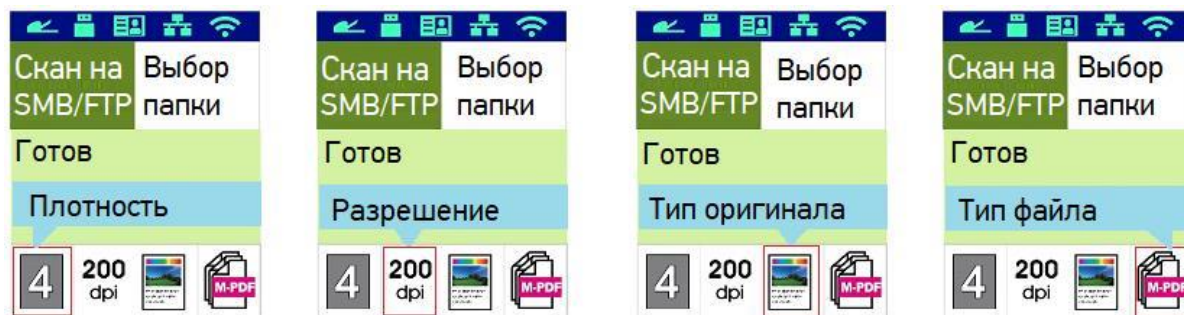 Скан на
SMB/FTP
Выбор
папки
Готов
Плотность
4
200
dpi
M-PDF
Скан на
SMB/FTP
Выбор
папки
Готов
Разрешение
4
200
dpi
M-PDF
Скан на
SMB/FTP
Выбор
папки
Готов
Тип оригинала
4
200
dpi
M-PDF
Скан на
SMB/FTP
Выбор
папки
Готов
Тип файла
4
200
dpi
M-PDF